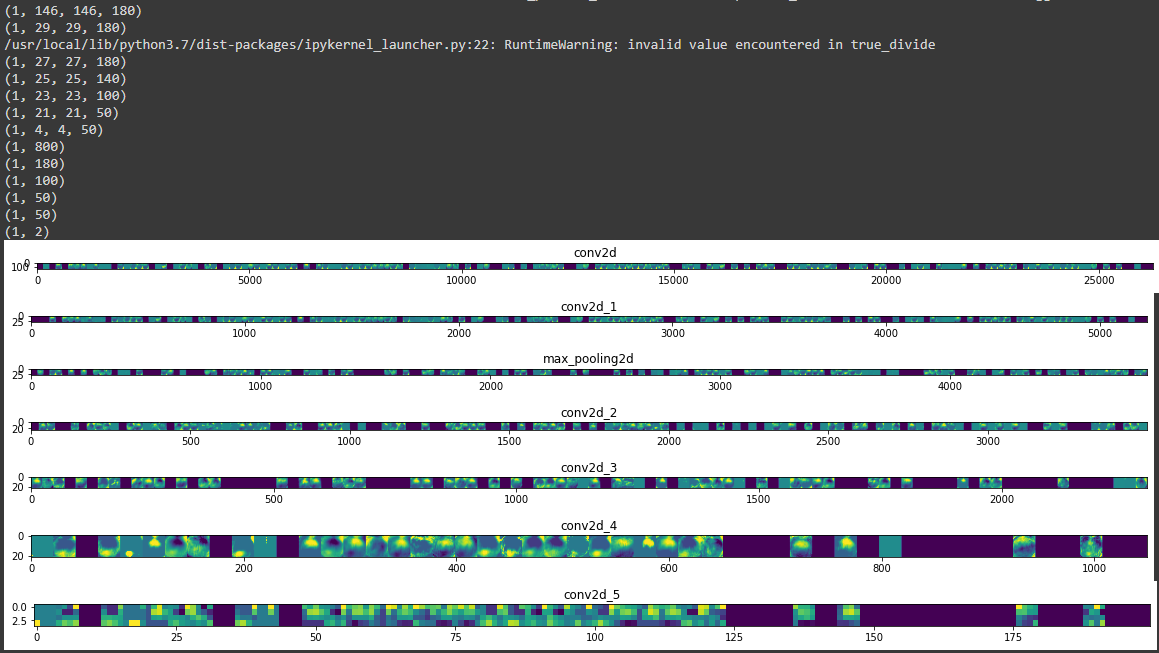 (1, 146, 146, 180)
(1, 29, 29, 180)
/usr/local/lib/python3.7/dist-packages/ipykernel_launcher.py:22: RuntimeWarning: invalid value encountered in true_divide
(1, 27, 27, 180)
(1, 25, 25, 140)
(1, 23, 23, 100)
(1, 21, 21, 50)
(1, 4, 4, 50)
(1, 800)
(1, 180)
(1, 100)
(1, 50)
(1, 50)
(1, 2)
conv2d
0
100
0 5000 10000 15000 20000 25000
conv2d_1
0
25
0 1000 2000 3000 4000 5000
max_pooling2d
0
25
0 1000 2000 3000 4000
conv2d_2
0
20
0 500 1000 1500 2000 2500 3000
conv2d_3
0
20
0 500 1000 1500 2000
conv2d_4
0
20
0 200 400 600 800 1000
conv2d_5
0.0
2.5
0 25 50 75 100 125 150 175